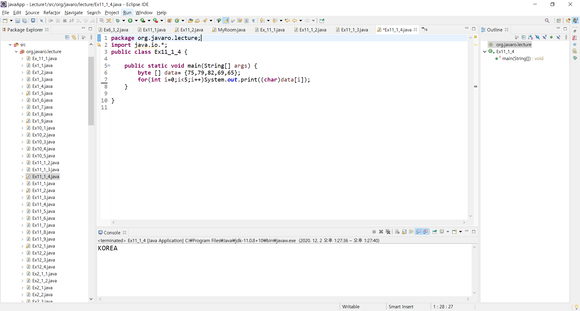 javaApp - Lecture1/src/org/javaro/lecture/Ex11_1_4.java - Eclipse IDE
File Edit Source Refactor Navigate Search Project Run Window Help
Package Explorer
src
org.javaro.lecture
Ex_11_1.java
Ex1_1.java
Ex1_2.java
Ex1_3.java
Ex1_4.java
Ex1_5.java
Ex1_6.java
Ex1_7.java
Ex1_8.java
Ex1_9.java
Ex10_1.java
Ex10_2.java
Ex10_3.java
Ex10_4.java
Ex10_5.java
Ex11_1_2.java
Ex11_1_3.java
Ex11_1_4.java
Ex11_1.java
Ex11_2.java
Ex11_3.java
Ex11_4.java
Ex11_5.java
Ex11_6.java
Ex11_7.java
Ex11_8.java
Ex11_9.java
Ex12_1.java
Ex12_2.java
Ex12_3.java
Ex12_4.java
Ex2_1_1.java
Ex2_1.java
Ex2_2.java
Ex11_1.java
Ex11_2.java
MyRoom.java
Ex_11_1.java
Ex11_1_2.java
Ex11_1_3.java
*Ex11_1_4.java
1 package org.javaro.lecture;
2 import java.io.*;
3 public class Ex11_1_4 {
4
5 public static void main(String[] args) {
6 byte [] data= {75,79,82,69,65};
7 for(int i=0;i<5;i++)System.out.print((char)data[i]);
8 }
9
10 }
11
Outline
org.javaro.lecture
Ex11_1_4
main(String[]) : void
Console
<terminated> Ex11_1_4 [Java Application] C:₩Program Files₩Java₩jdk-11.0.8+10₩bin₩javaw.exe (2020. 12. 2 오후 1:27:36 – 오후 1:27:40)
KOREA
Writable
Smart Insert
1 : 28 : 27